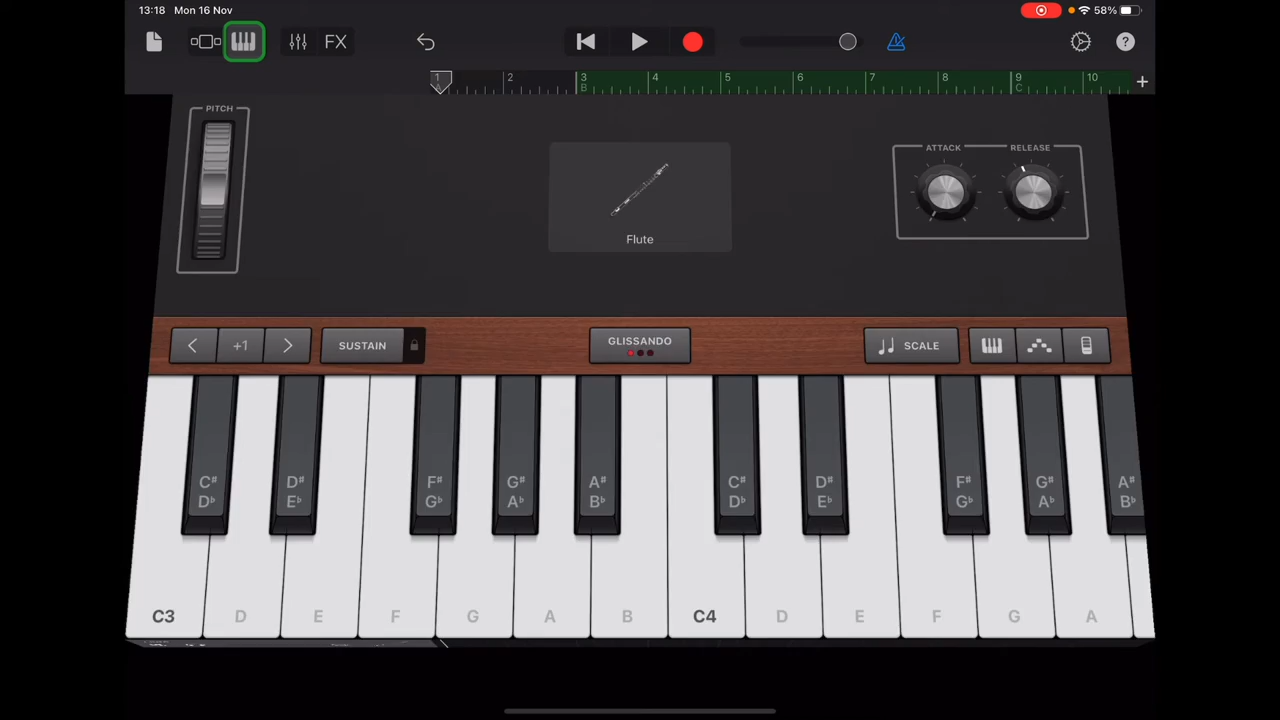 13:18 Mon 16 Nov
58%
FX
?
1 2 3 4 5 6 7 8 9 10 +
A B C
PITCH
ATTACK RELEASE
Flute
+1 SUSTAIN GLISSANDO SCALE
C# D# F# G# A# C# D# F# G# A#
D♭ E♭ G♭ A♭ B♭ D♭ E♭ G♭ A♭ B♭
C3 D E F G A B C4 D E F G A